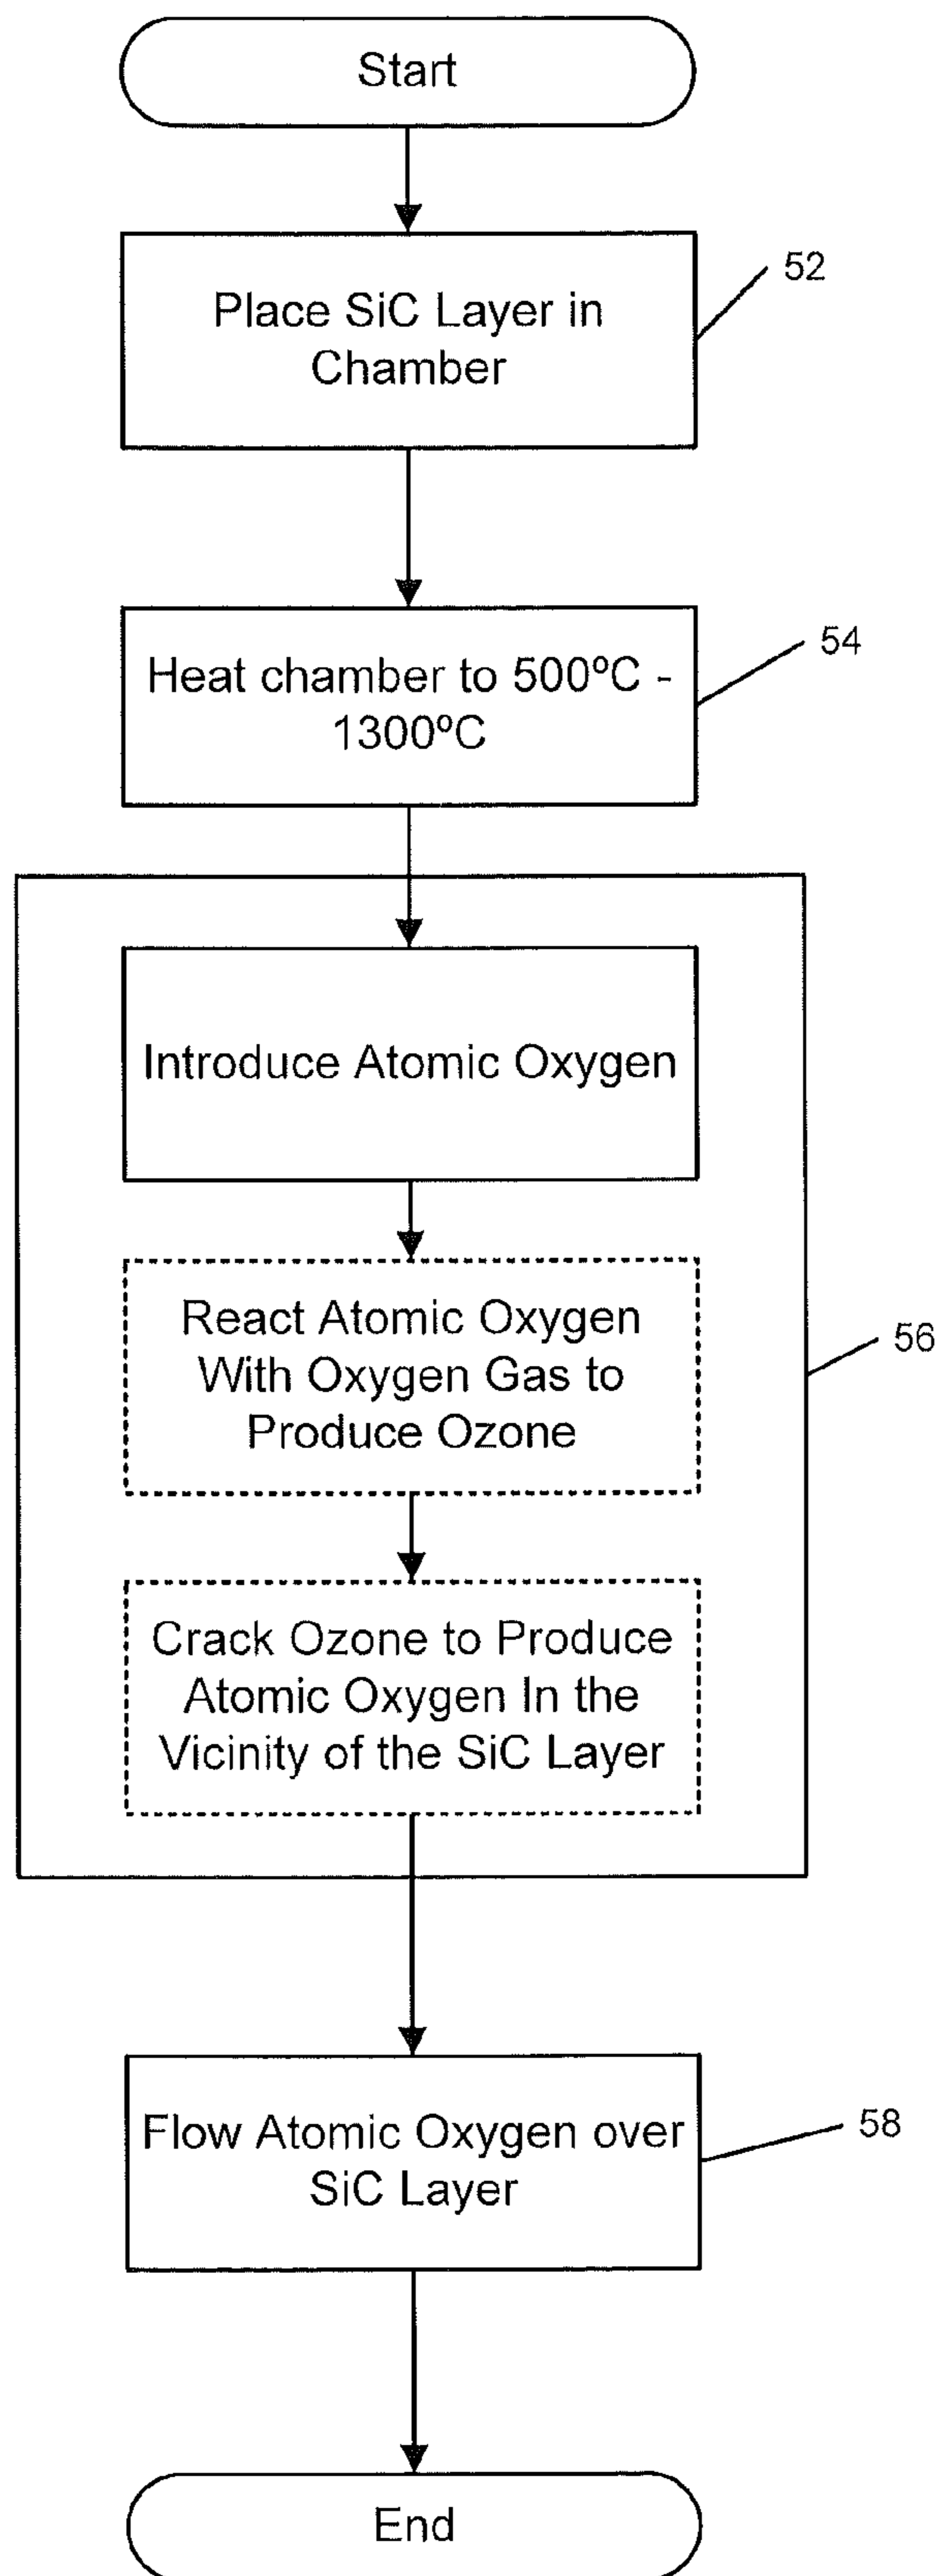 Start
Place SiC Layer in
Chamber
52
Heat chamber to 500ºC -
1300ºC
54
Introduce Atomic Oxygen
React Atomic Oxygen
With Oxygen Gas to
Produce Ozone
56
Crack Ozone to Produce
Atomic Oxygen In the
Vicinity of the SiC Layer
Flow Atomic Oxygen over
SiC Layer
58
End